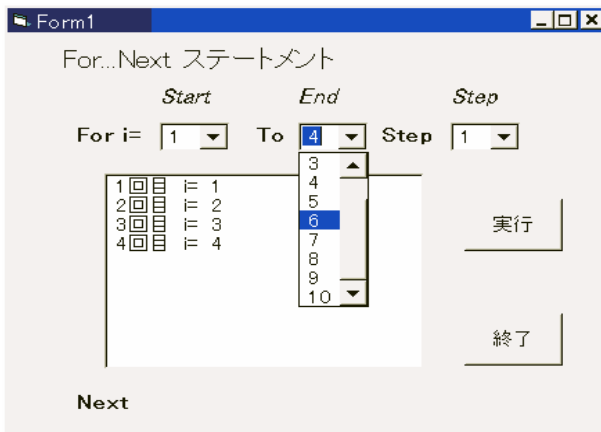 Form1
For...Next ステートメント
Start End Step
For i= 1 To 4 Step 1
1回目 i= 1
2回目 i= 2
3回目 i= 3
4回目 i= 4
3
4
5
6
7
8
9
10
実行
終了
Next